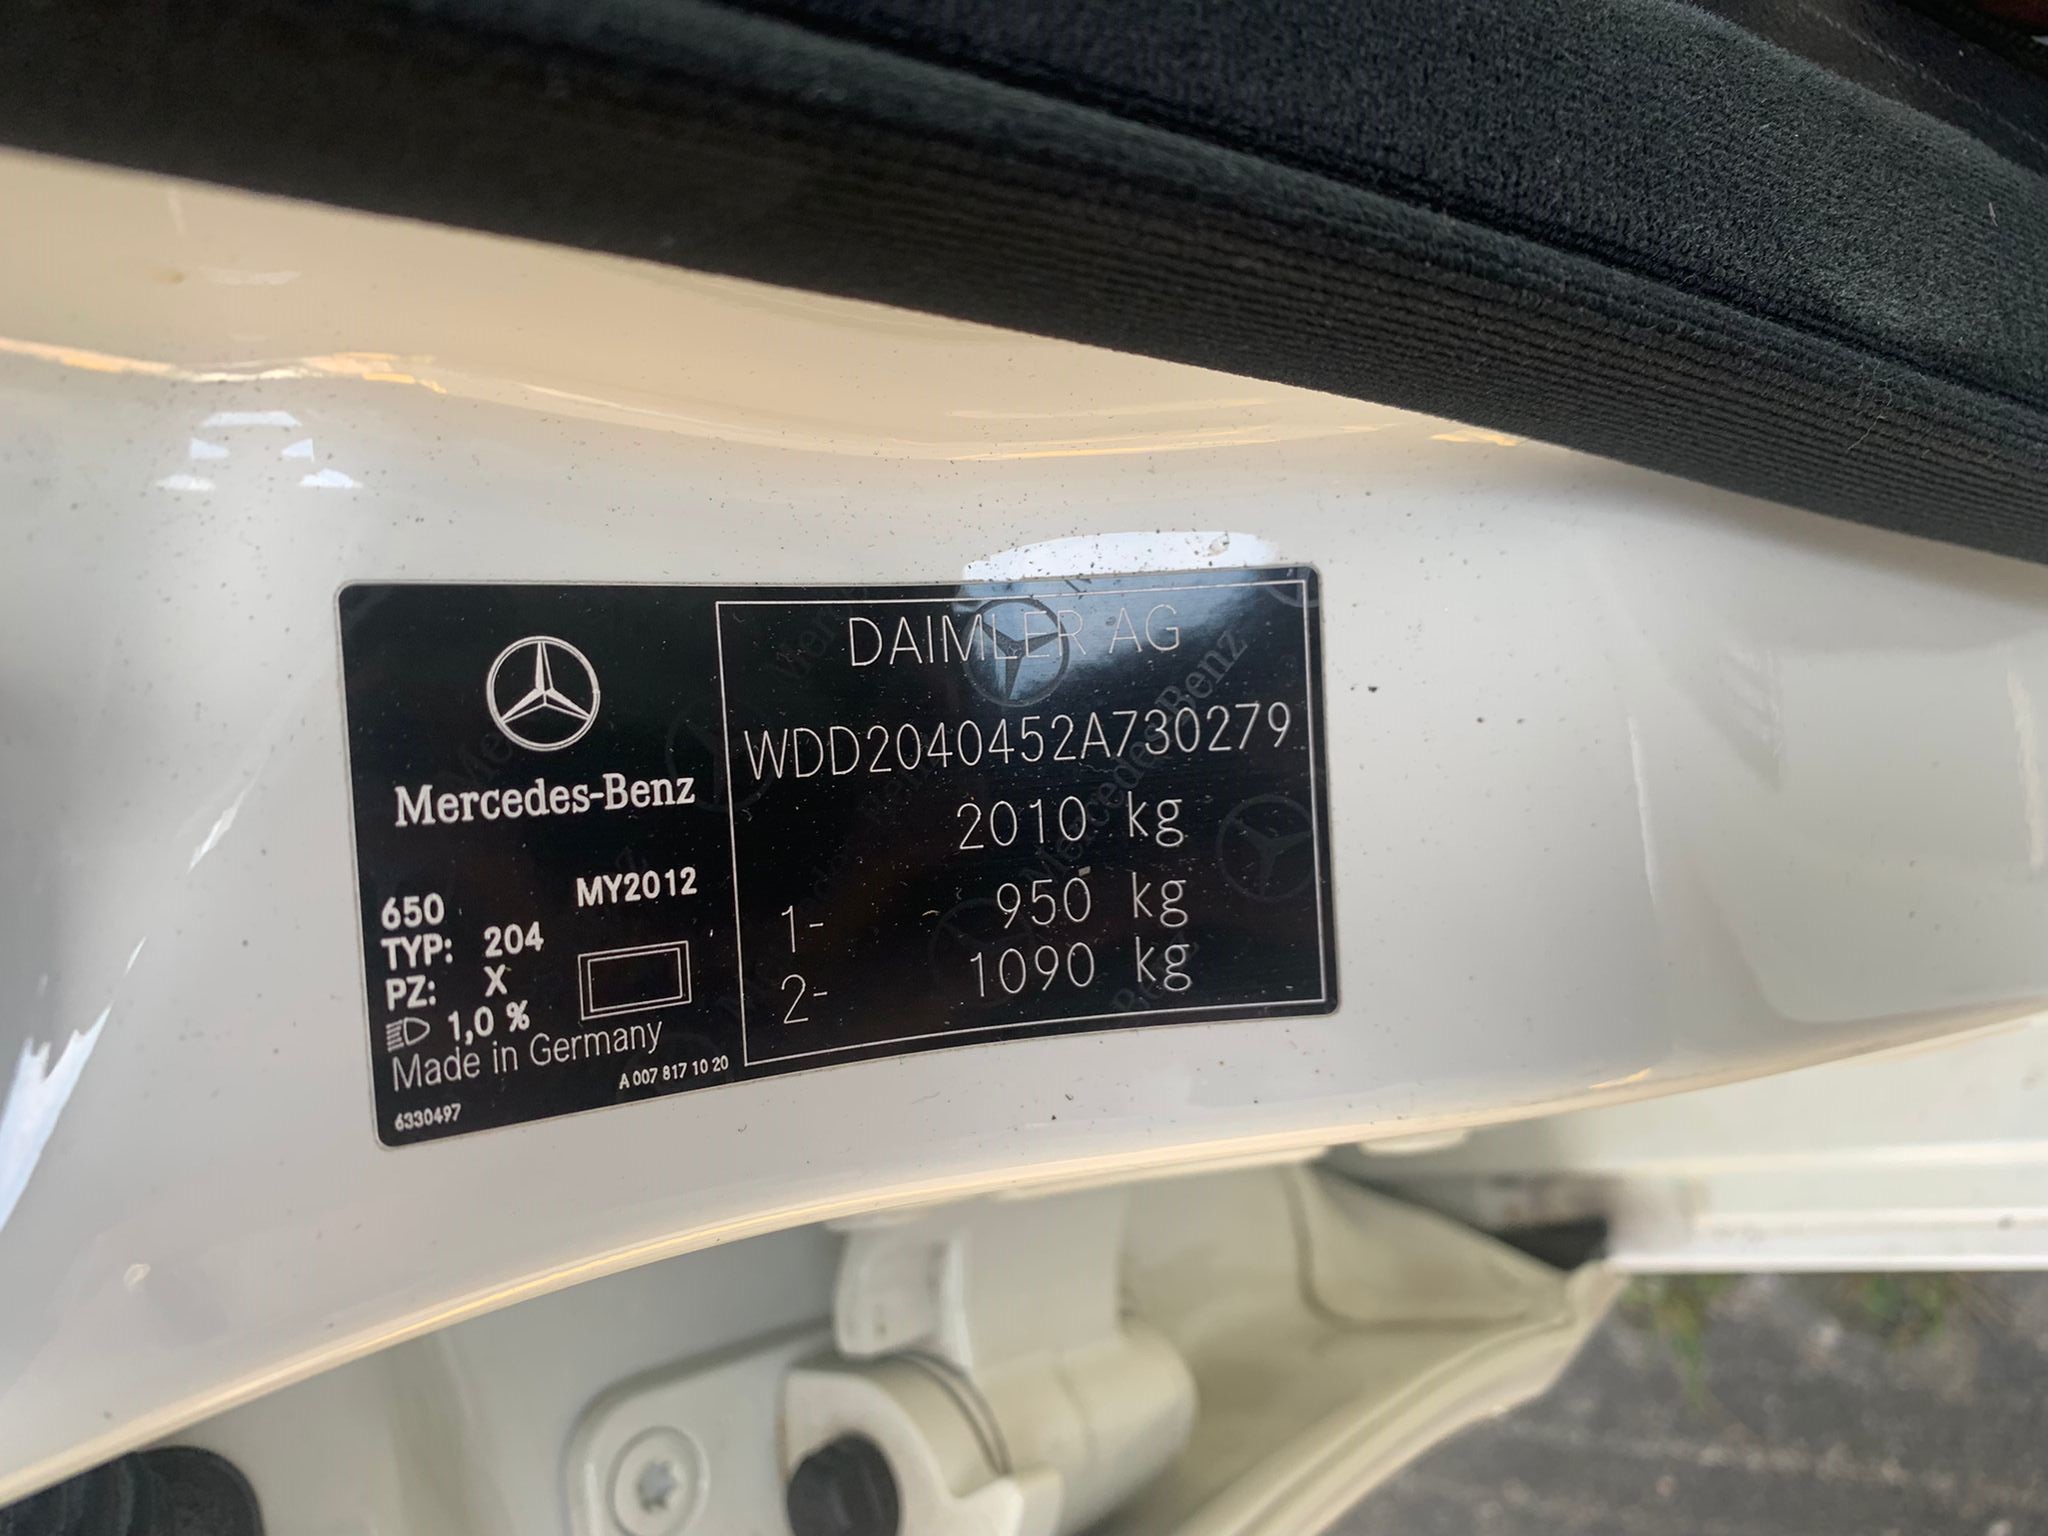 Mercedes-Benz
650 MY2012
TYP: 204
PZ: X
1,0 %
Made in Germany
A 007 817 10 20
6330497
DAIMLER AG
WDD2040452A730279
2010 kg
1- 950 kg
2- 1090 kg